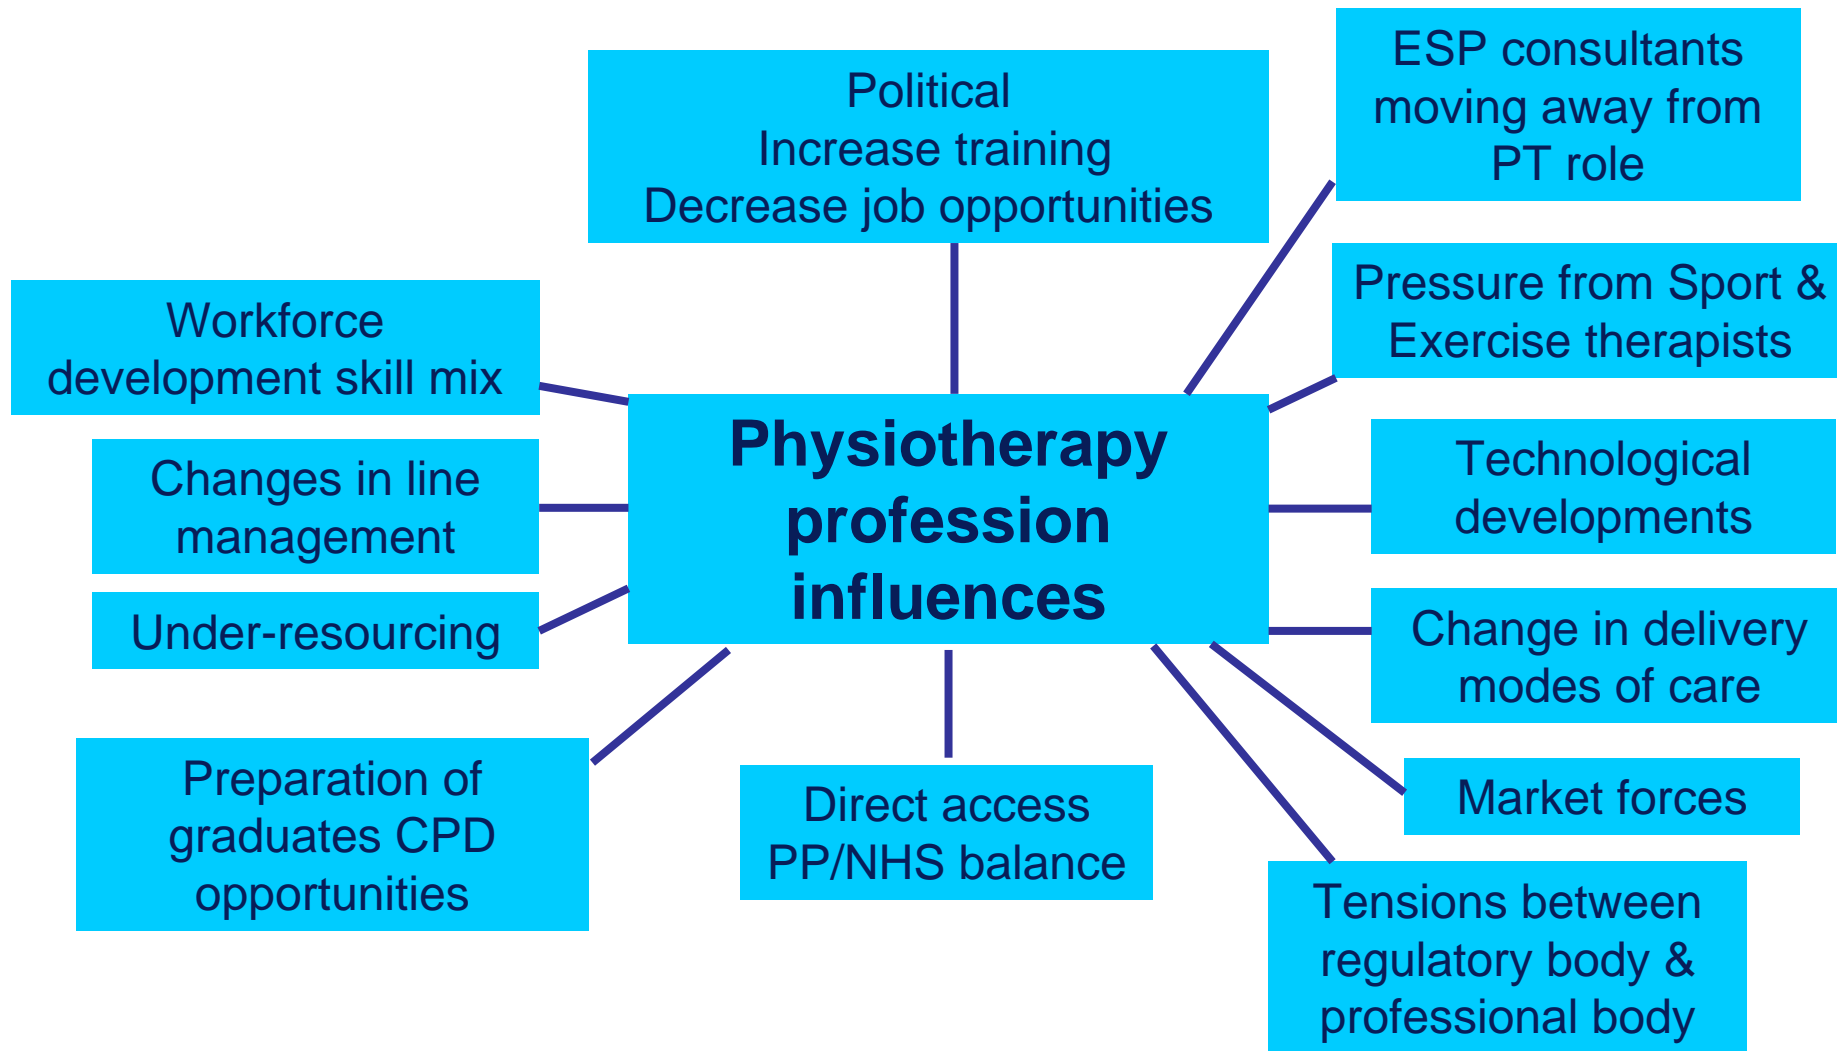 Political
Increase training
Decrease job opportunities
ESP consultants
moving away from
PT role
Pressure from Sport &
Exercise therapists
Workforce
development skill mix
Physiotherapy
profession
influences
Changes in line
management
Technological
developments
Under-resourcing
Change in delivery
modes of care
Preparation of
graduates CPD
opportunities
Direct access
PP/NHS balance
Market forces
Tensions between
regulatory body &
professional body